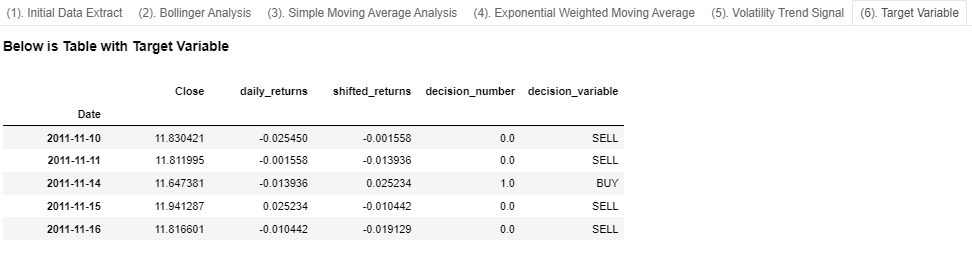 (1). Initial Data Extract (2). Bollinger Analysis (3). Simple Moving Average Analysis (4). Exponential Weighted Moving Average (5). Volatility Trend Signal (6). Target Variable
Below is Table with Target Variable
Close daily_returns shifted_returns decision_number decision_variable
Date
2011-11-10 11.830421 -0.025450 -0.001558 0.0 SELL
2011-11-11 11.811995 -0.001558 -0.013936 0.0 SELL
2011-11-14 11.647381 -0.013936 0.025234 1.0 BUY
2011-11-15 11.941287 0.025234 -0.010442 0.0 SELL
2011-11-16 11.816601 -0.010442 -0.019129 0.0 SELL